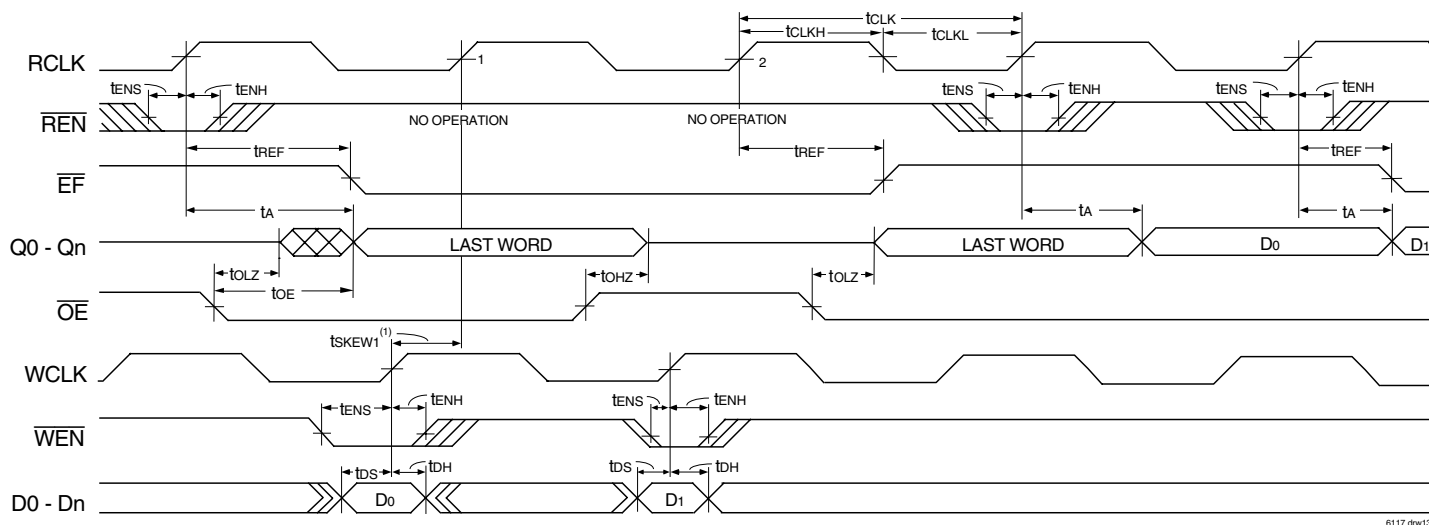 tCLK
tCLKH tCLKL
RCLK 1 2
tENS tENH tENS tENH tENS tENH
REN NO OPERATION NO OPERATION
tREF tREF tREF
EF
tA tA tA
Q0 - Qn LAST WORD LAST WORD D0 D1
tOLZ tOHZ tOLZ
tOE
OE
tSKEW1(1)
WCLK
tENS tENH tENS tENH
WEN
tDS tDH tDS tDH
D0 - Dn D0 D1
6117 drw13